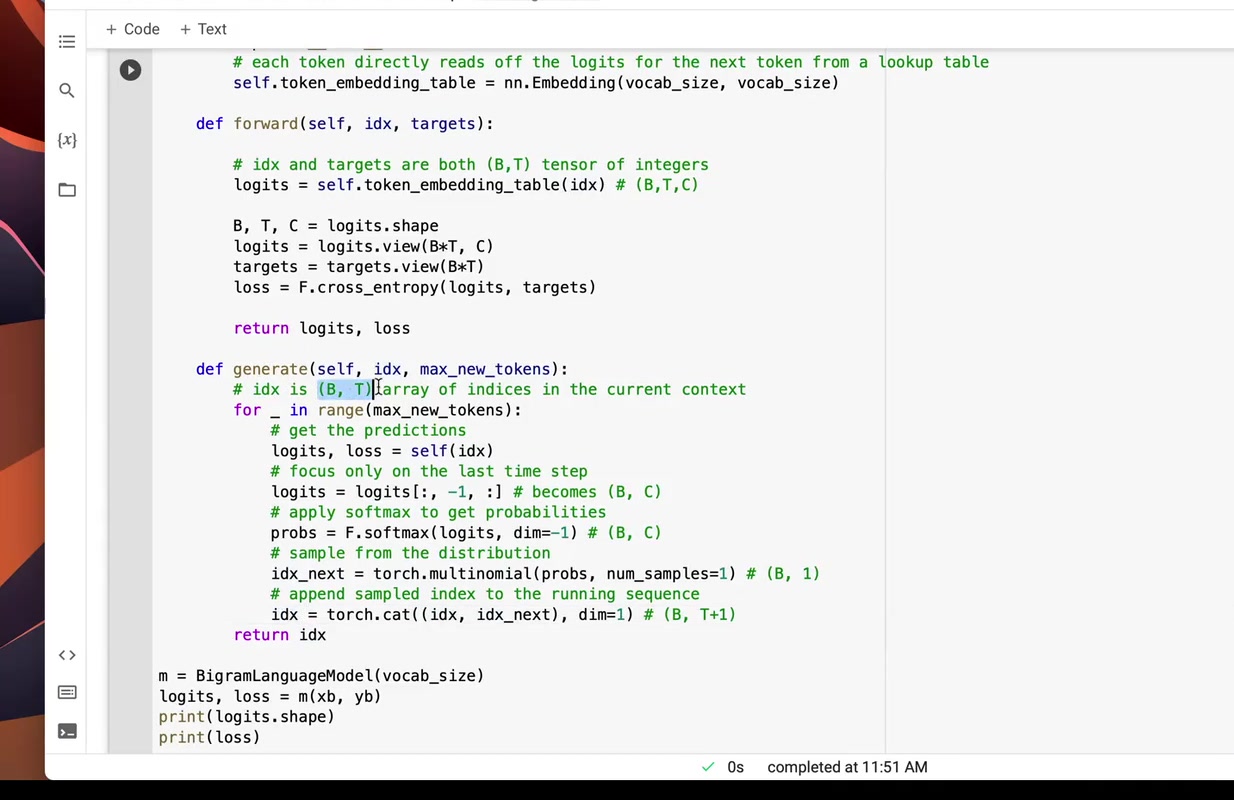 + Code + Text
# each token directly reads off the logits for the next token from a lookup table
self.token_embedding_table = nn.Embedding(vocab_size, vocab_size)
def forward(self, idx, targets):
# idx and targets are both (B,T) tensor of integers
logits = self.token_embedding_table(idx) # (B,T,C)
B, T, C = logits.shape
logits = logits.view(B*T, C)
targets = targets.view(B*T)
loss = F.cross_entropy(logits, targets)
return logits, loss
def generate(self, idx, max_new_tokens):
# idx is (B, T) array of indices in the current context
for _ in range(max_new_tokens):
# get the predictions
logits, loss = self(idx)
# focus only on the last time step
logits = logits[:, -1, :] # becomes (B, C)
# apply softmax to get probabilities
probs = F.softmax(logits, dim=-1) # (B, C)
# sample from the distribution
idx_next = torch.multinomial(probs, num_samples=1) # (B, 1)
# append sampled index to the running sequence
idx = torch.cat((idx, idx_next), dim=1) # (B, T+1)
return idx
m = BigramLanguageModel(vocab_size)
logits, loss = m(xb, yb)
print(logits.shape)
print(loss)
0s completed at 11:51 AM